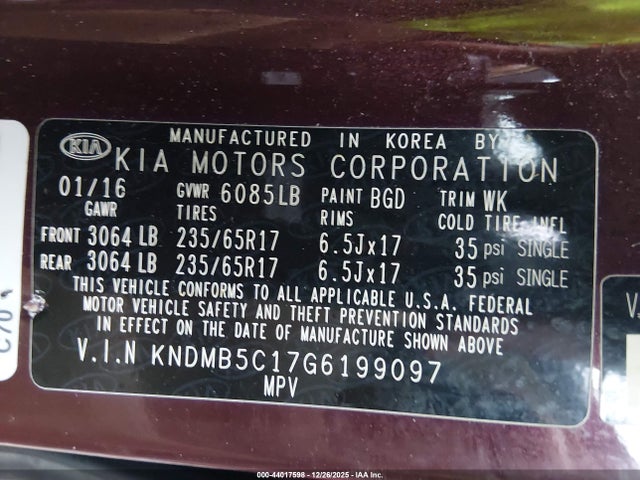 MANUFACTURED IN KOREA BY
KIA KIA MOTORS CORPORATION
01/16 GVWR 6085LB PAINT BGD TRIM WK
GAWR TIRES RIMS COLD TIRE INFL
FRONT 3064 LB 235/65R17 6.5Jx17 35 psi SINGLE
REAR 3064 LB 235/65R17 6.5Jx17 35 psi SINGLE
THIS VEHICLE CONFORMS TO ALL APPLICABLE U.S.A. FEDERAL
MOTOR VEHICLE SAFETY AND THEFT PREVENTION STANDARDS
IN EFFECT ON THE DATE OF MANUFACTURE SHOWN ABOVE
V.I.N KNDMB5C17G6199097
MPV
000-44017598 - 12/26/2025 - IAA Inc.